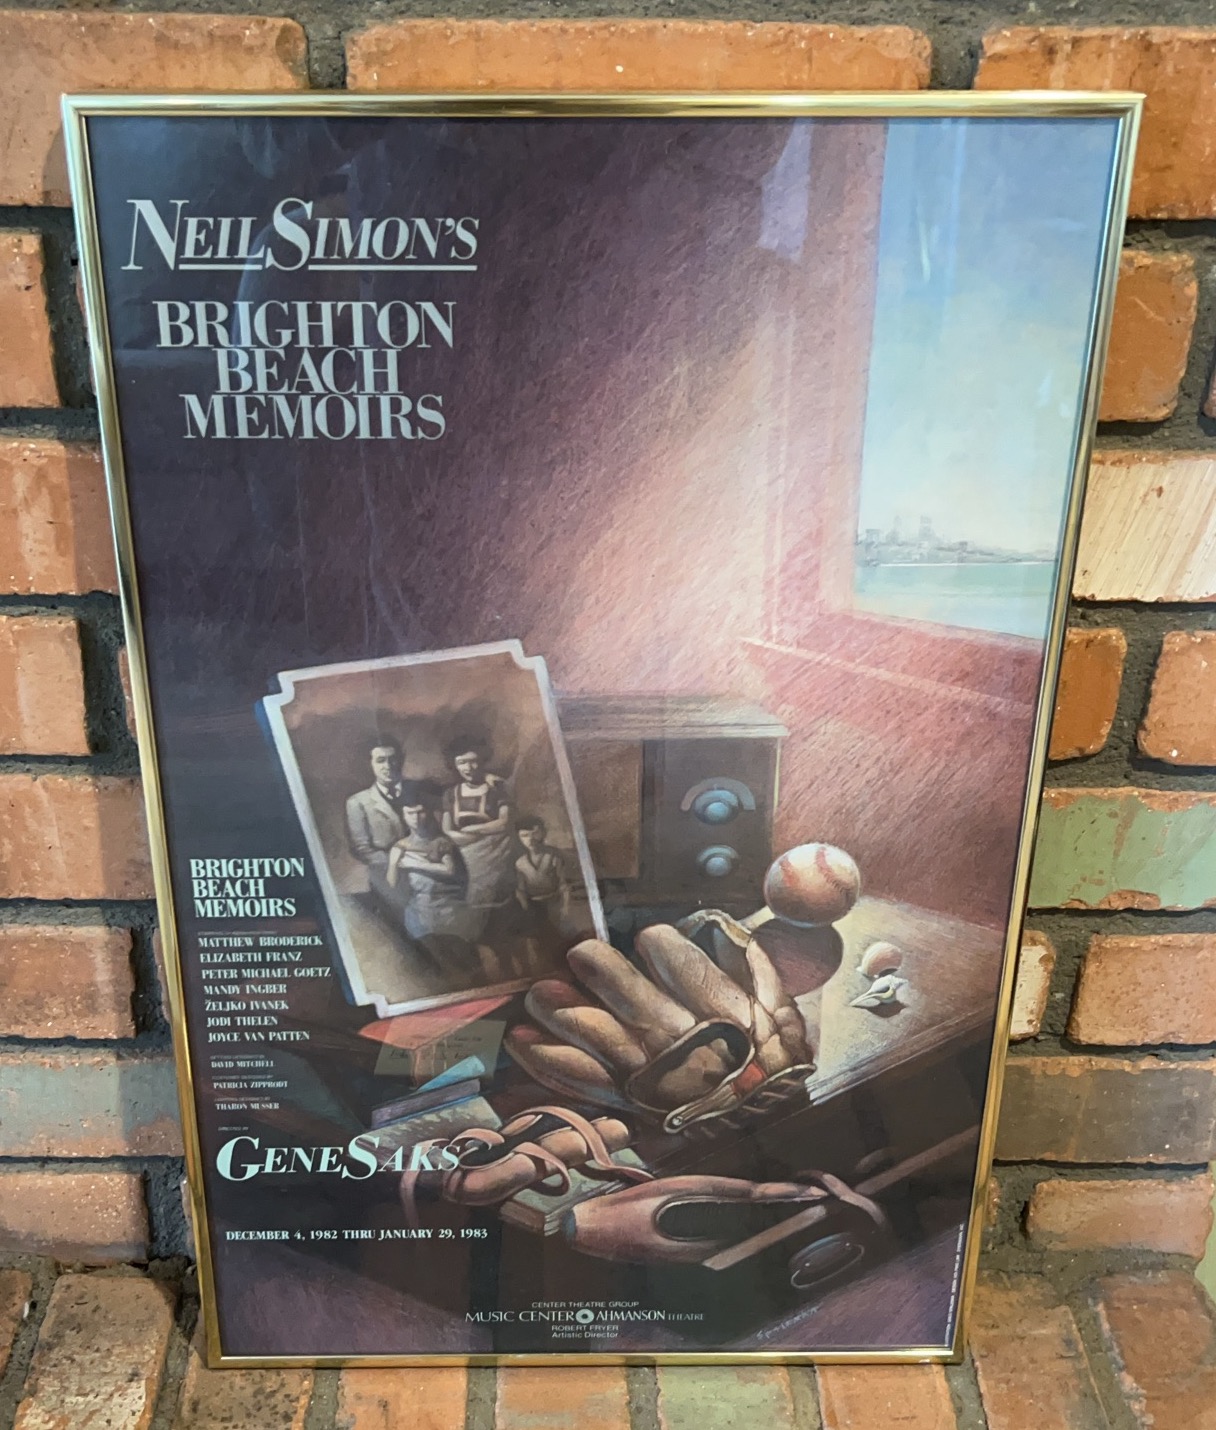 NEIL SIMON'S
BRIGHTON
BEACH
MEMOIRS
BRIGHTON
BEACH
MEMOIRS
MATTHEW BRODERICK
ELIZABETH FRANZ
PETER MICHAEL GOETZ
MANDY INGBER
ŽELJKO IVANEK
JODI THELEN
JOYCE VAN PATTEN
DAVID MITCHELL
PATRICIA ZIPPRODT
THARON MUSSER
DIRECTED BY
GENE SAKS
DECEMBER 4, 1982 THRU JANUARY 29, 1983
CENTER THEATRE GROUP
MUSIC CENTER AHMANSON THEATRE
ROBERT FRYER
Artistic Director